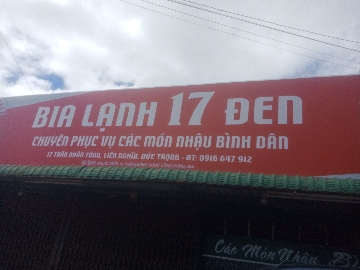 BIA LẠNH 17 ĐEN
CHUYÊN PHỤC VỤ CÁC MÓN NHẬU BÌNH DÂN
17 TRẦN NHÂN TÔNG, LIÊN NGHĨA, ĐỨC TRỌNG - ĐT: 0916 647 912
Các Món Nhậu